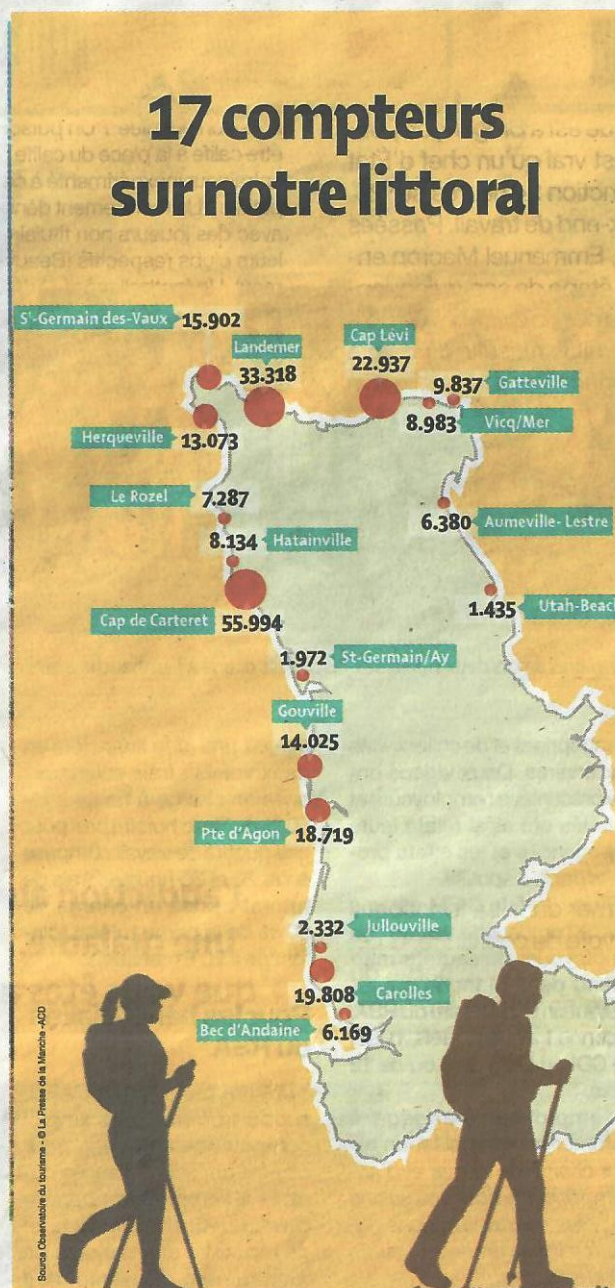 17 compteurs
sur notre littoral
St-Germain des-Vaux 15.902
Landemer
33.318
Cap Lévi
22.937
9.837 Gatteville
8.983 Vicq/Mer
Herqueville 13.073
Le Rozel 7.287
8.134 Hatainville
6.380 Aumeville-Lestre
Cap de Carteret
55.994
1.435 Utah-Beach
1.972 St-Germain/Ay
Gouville
14.025
Pte d'Agon 18.719
2.332 Jullouville
19.808 Carolles
Bec d'Andaine 6.169
Source Observatoire du tourisme - © La Presse de la Manche -ACD